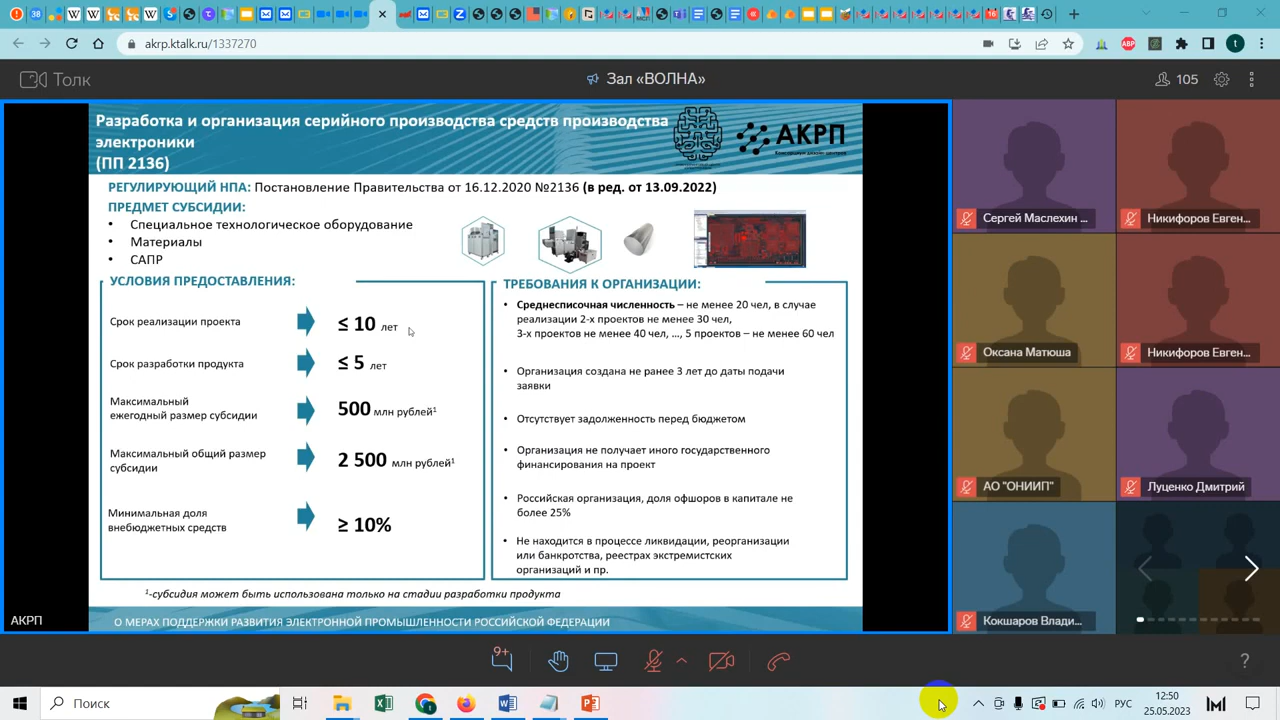 38
akrp.ktalk.ru/1337270
ABP
t
16
Толк
Зал «ВОЛНА»
105
Разработка и организация серийного производства средств производства
электроники
(ПП 2136)
АКРП
РЕГУЛИРУЮЩИЙ НПА: Постановление Правительства от 16.12.2020 №2136 (в ред. от 13.09.2022)
ПРЕДМЕТ СУБСИДИИ:
• Специальное технологическое оборудование
• Материалы
• САПР
УСЛОВИЯ ПРЕДОСТАВЛЕНИЯ:
Срок реализации проекта
≤ 10 лет
Срок разработки продукта
≤ 5 лет
Максимальный
ежегодный размер субсидии
500 млн рублей¹
Максимальный общий размер
субсидии
2 500 млн рублей¹
Минимальная доля
внебюджетных средств
≥ 10%
ТРЕБОВАНИЯ К ОРГАНИЗАЦИИ:
• Среднесписочная численность – не менее 20 чел, в случае
реализации 2-х проектов не менее 30 чел,
3-х проектов не менее 40 чел, ..., 5 проектов – не менее 60 чел
• Организация создана не ранее 3 лет до даты подачи
заявки
• Отсутствует задолженность перед бюджетом
• Организация не получает иного государственного
финансирования на проект
• Российская организация, доля офшоров в капитале не
более 25%
• Не находится в процессе ликвидации, реорганизации
или банкротства, реестрах экстремистских
организаций и пр.
¹-субсидия может быть использована только на стадии разработки продукта
О МЕРАХ ПОДДЕРЖКИ РАЗВИТИЯ ЭЛЕКТРОННОЙ ПРОМЫШЛЕННОСТИ РОССИЙСКОЙ ФЕДЕРАЦИИ
АКРП
Сергей Маслехин ...
Никифоров Евген...
Оксана Матюша
Никифоров Евген...
АО "ОНИИП"
Луценко Дмитрий
Кокшаров Влади...
9+
?
Поиск
РУС
12:50
25.05.2023